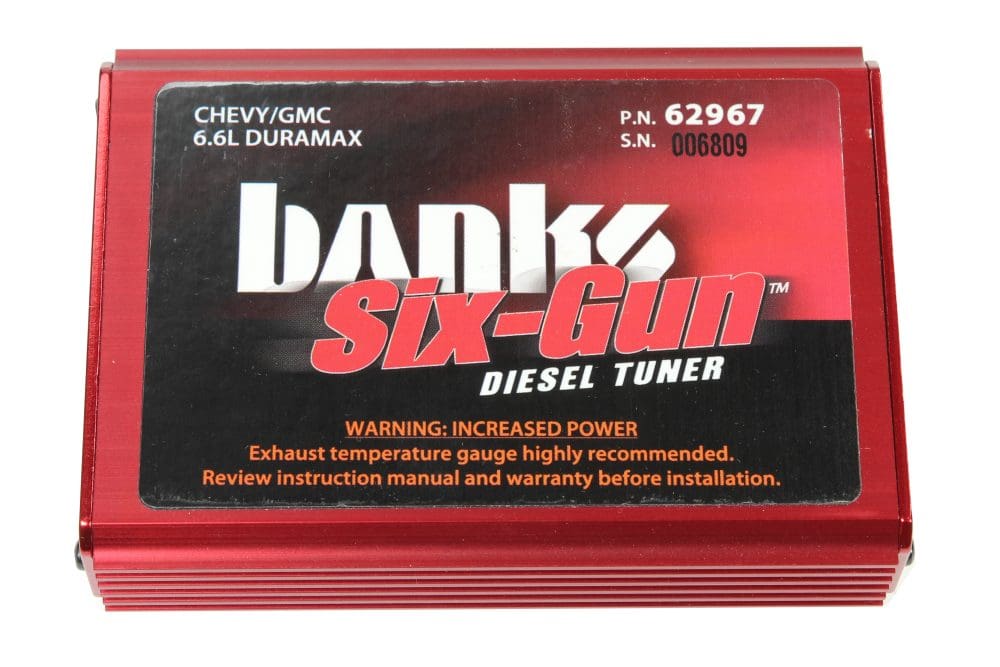 CHEVY/GMC
6.6L DURAMAX
P.N. 62967
S.N. 006809
banks
Six-Gun™
DIESEL TUNER
WARNING: INCREASED POWER
Exhaust temperature gauge highly recommended.
Review instruction manual and warranty before installation.